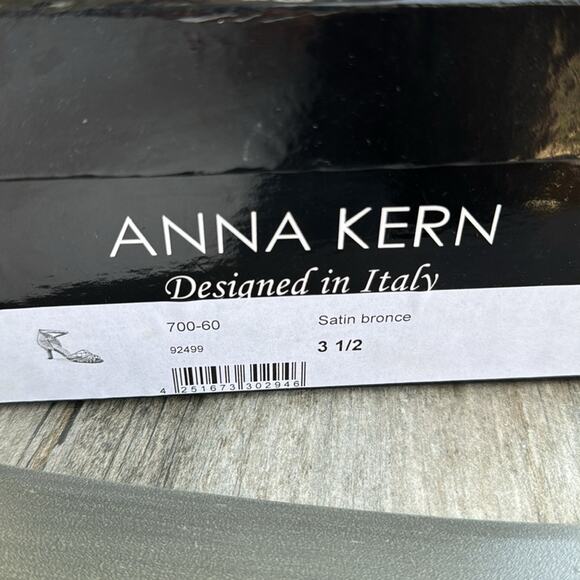 ANNA KERN
Designed in Italy
700-60 Satin bronce
92499 3 1/2
4 251673 302946